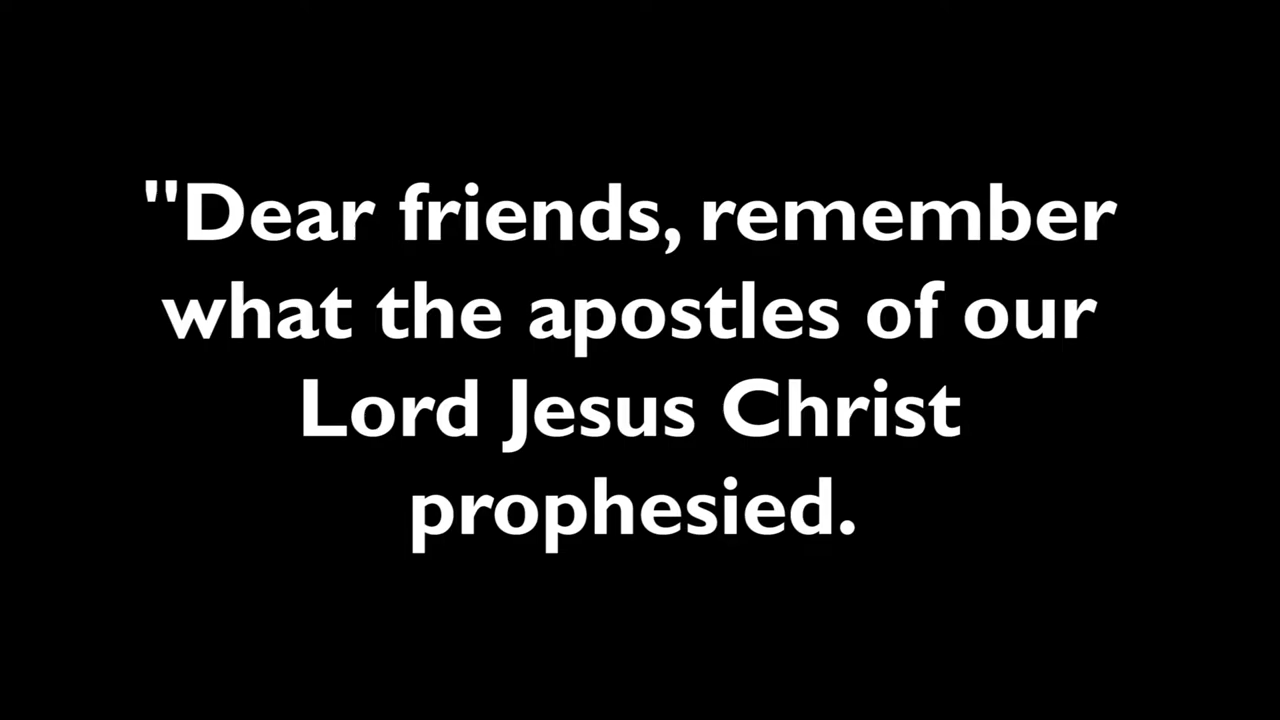 "Dear friends, remember
what the apostles of our
Lord Jesus Christ
prophesied.